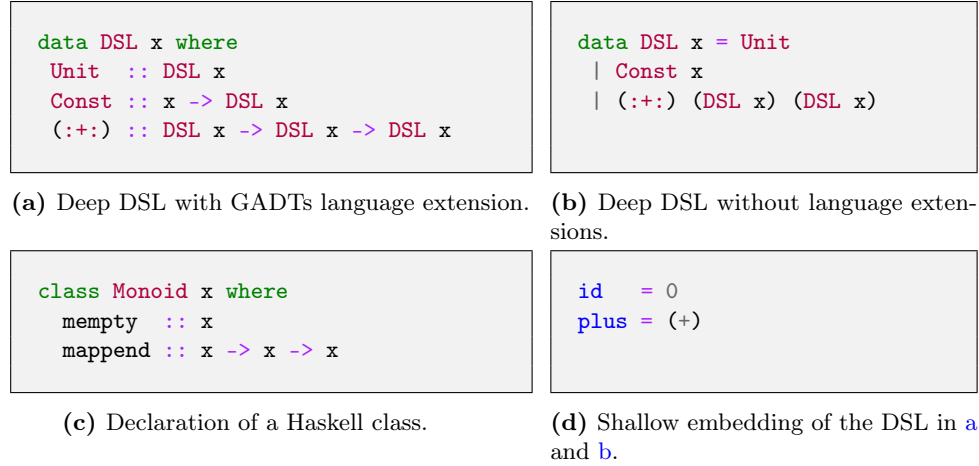 data DSL x where
 Unit  :: DSL x
 Const :: x -> DSL x
 (:+:) :: DSL x -> DSL x -> DSL x
(a) Deep DSL with GADTs language extension.
data DSL x = Unit
 | Const x
 | (:+:) (DSL x) (DSL x)
(b) Deep DSL without language exten-
sions.
class Monoid x where
  mempty  :: x
  mappend :: x -> x -> x
(c) Declaration of a Haskell class.
id   = 0
plus = (+)
(d) Shallow embedding of the DSL in a
and b.